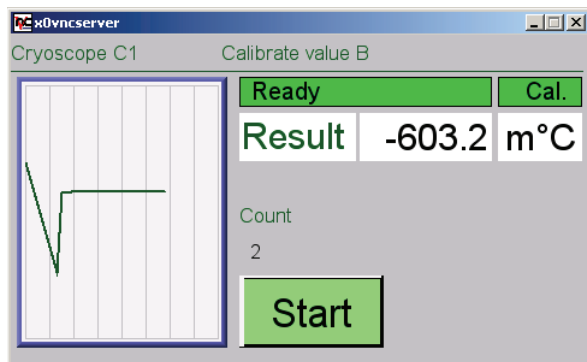 x0vncserver
Cryoscope C1 Calibrate value B
Ready Cal.
Result -603.2 m°C
Count
2
Start